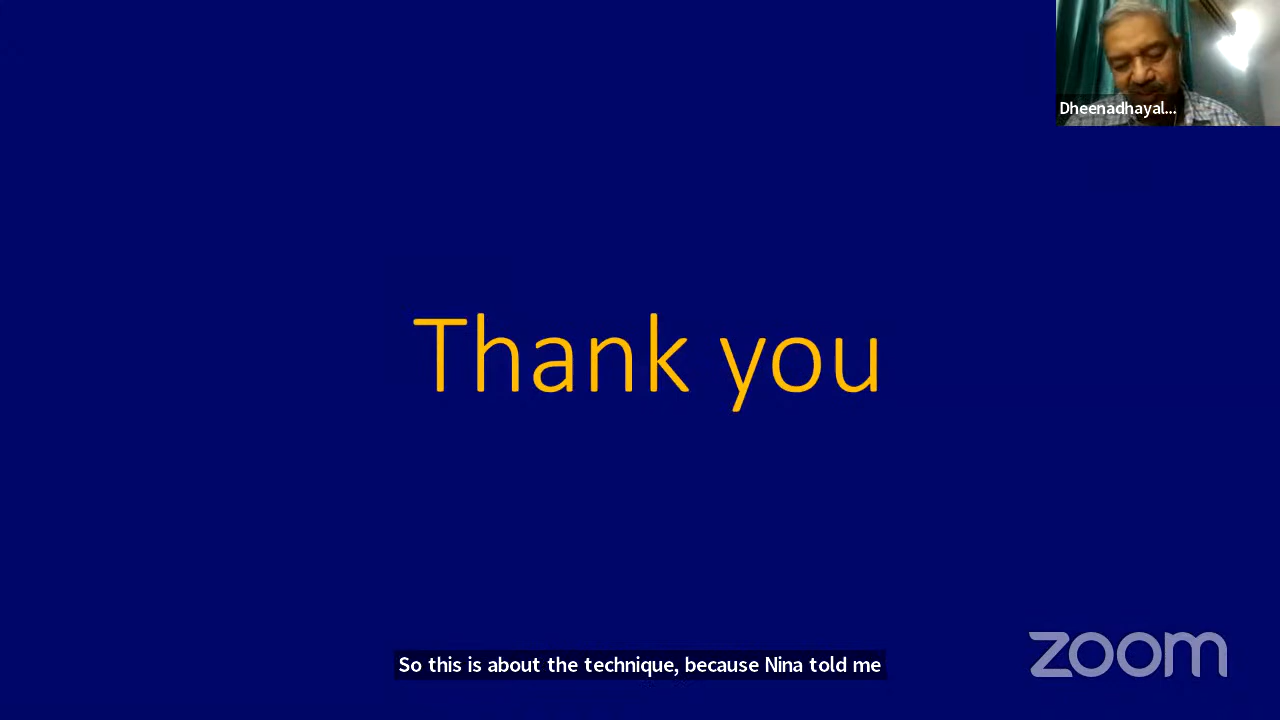 Dheenadhayal...
Thank you
So this is about the technique, because Nina told me
zoom